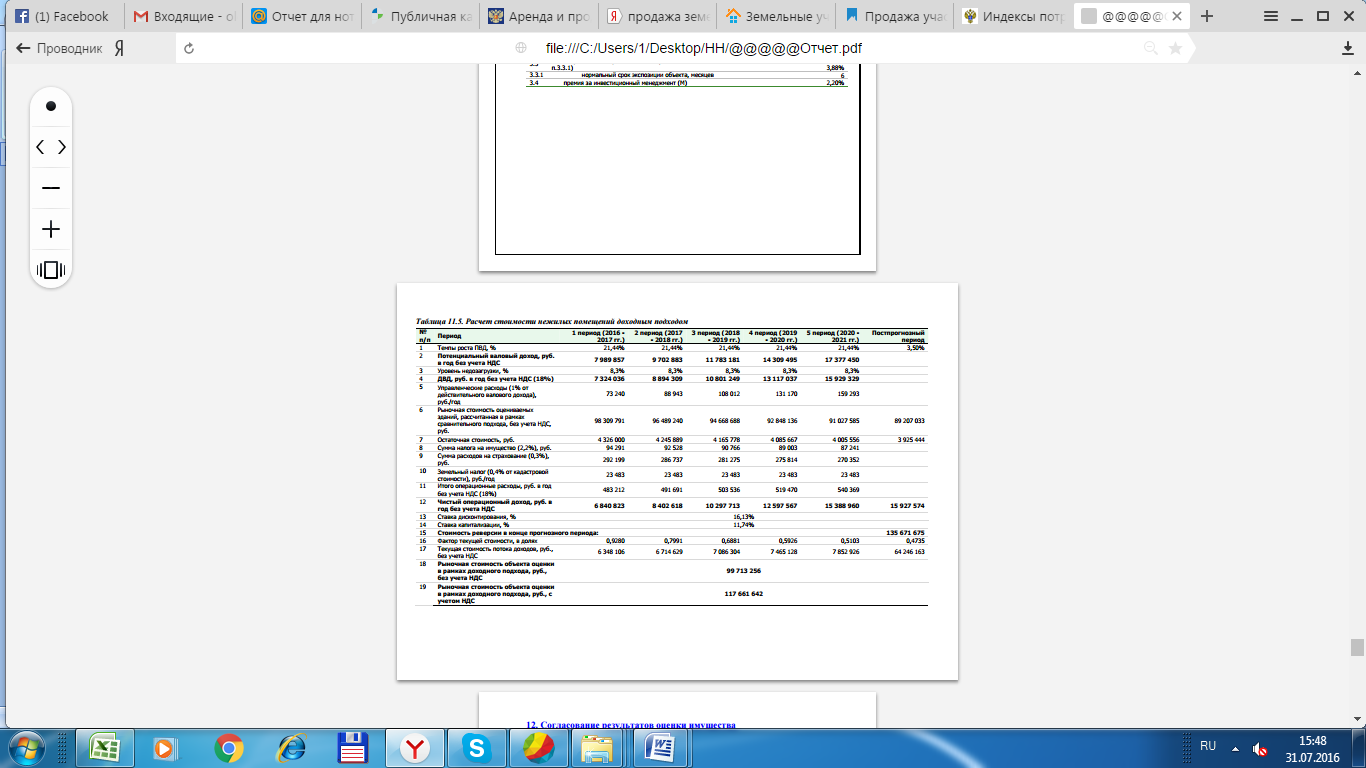 (1) Facebook
Входящие - ol
Отчет для нот
Публичная ка
Аренда и про
продажа земе
Земельные уч
Продажа учас
Индексы потр
@@@@@
Проводник
file:///C:/Users/1/Desktop/НН/@@@@@Отчет.pdf
п.3.3.1) 3,88%
3.3.1 нормальный срок экспозиции объекта, месяцев 6
3.4 премия за инвестиционный менеджмент (М) 2,20%
Таблица 11.5. Расчет стоимости нежилых помещений доходным подходом
№ п/п Период 1 период (2016 - 2017 гг.) 2 период (2017 - 2018 гг.) 3 период (2018 - 2019 гг.) 4 период (2019 - 2020 гг.) 5 период (2020 - 2021 гг.) Постпрогнозный период
1 Темпы роста ПВД, % 21,44% 21,44% 21,44% 21,44% 21,44% 3,50%
2 Потенциальный валовый доход, руб. в год без учета НДС 7 989 857 9 702 883 11 783 181 14 309 495 17 377 450
3 Уровень недозагрузки, % 8,3% 8,3% 8,3% 8,3% 8,3%
4 ДВД, руб. в год без учета НДС (18%) 7 324 036 8 894 309 10 801 249 13 117 037 15 929 329
5 Управленческие расходы (1% от действительного валового дохода), руб./год 73 240 88 943 108 012 131 170 159 293
6 Рыночная стоимость оцениваемых зданий, рассчитанная в рамках сравнительного подхода, без учета НДС, руб. 98 309 791 96 489 240 94 668 688 92 848 136 91 027 585 89 207 033
7 Остаточная стоимость, руб. 4 326 000 4 245 889 4 165 778 4 085 667 4 005 556 3 925 444
8 Сумма налога на имущество (2,2%), руб. 94 291 92 528 90 766 89 003 87 241
9 Сумма расходов на страхование (0,3%), руб. 292 199 286 737 281 275 275 814 270 352
10 Земельный налог (0,4% от кадастровой стоимости), руб./год 23 483 23 483 23 483 23 483 23 483
11 Итого операционные расходы, руб. в год без учета НДС (18%) 483 212 491 691 503 536 519 470 540 369
12 Чистый операционный доход, руб. в год без учета НДС 6 840 823 8 402 618 10 297 713 12 597 567 15 388 960 15 927 574
13 Ставка дисконтирования, % 16,13%
14 Ставка капитализации, % 11,74%
15 Стоимость реверсии в конце прогнозного периода: 135 671 675
16 Фактор текущей стоимости, в долях 0,9280 0,7991 0,6881 0,5926 0,5103 0,4735
17 Текущая стоимость потока доходов, руб., без учета НДС 6 348 106 6 714 629 7 086 304 7 465 128 7 852 926 64 246 163
18 Рыночная стоимость объекта оценки в рамках доходного подхода, руб., без учета НДС 99 713 256
19 Рыночная стоимость объекта оценки в рамках доходного подхода, руб., с учетом НДС 117 661 642
12. Согласование результатов оценки имущества
RU
15:48
31.07.2016